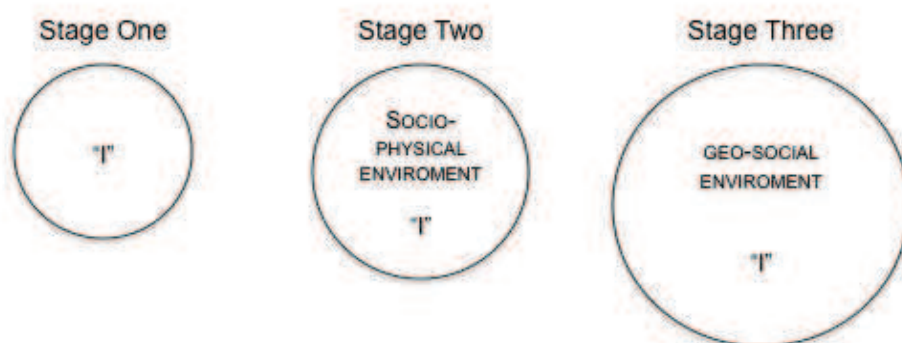 Stage One
"I"
Stage Two
SOCIO-
PHYSICAL
ENVIROMENT
"I"
Stage Three
GEO-SOCIAL
ENVIROMENT
"I"